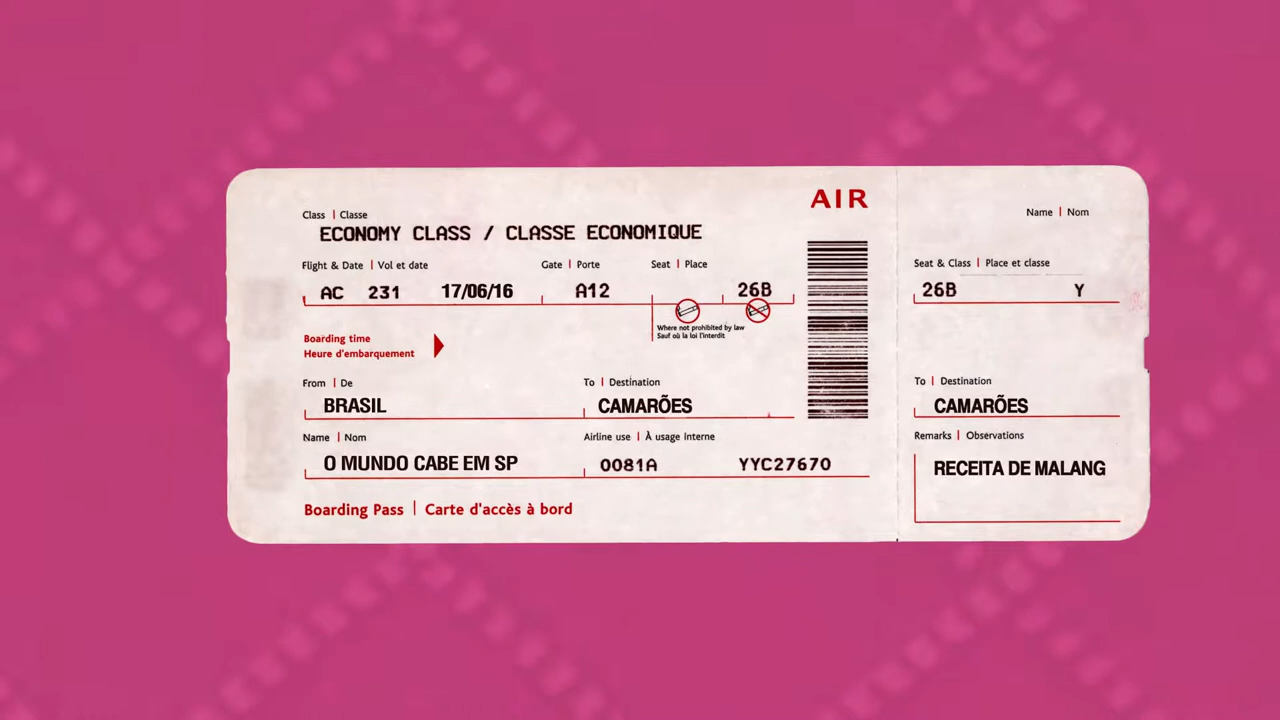 AIR
Class | Classe
ECONOMY CLASS / CLASSE ECONOMIQUE
Name | Nom
Flight & Date | Vol et date
Gate | Porte
Seat | Place
Seat & Class | Place et classe
AC 231 17/06/16 A12 26B
26B Y
Where not prohibited by law
Sauf où la loi l'interdit
Boarding time
Heure d'embarquement
From | De
To | Destination
To | Destination
BRASIL
CAMARÕES
CAMARÕES
Name | Nom
Airline use | À usage interne
Remarks | Observations
O MUNDO CABE EM SP
0081A YYC27670
RECEITA DE MALANG
Boarding Pass | Carte d'accès à bord